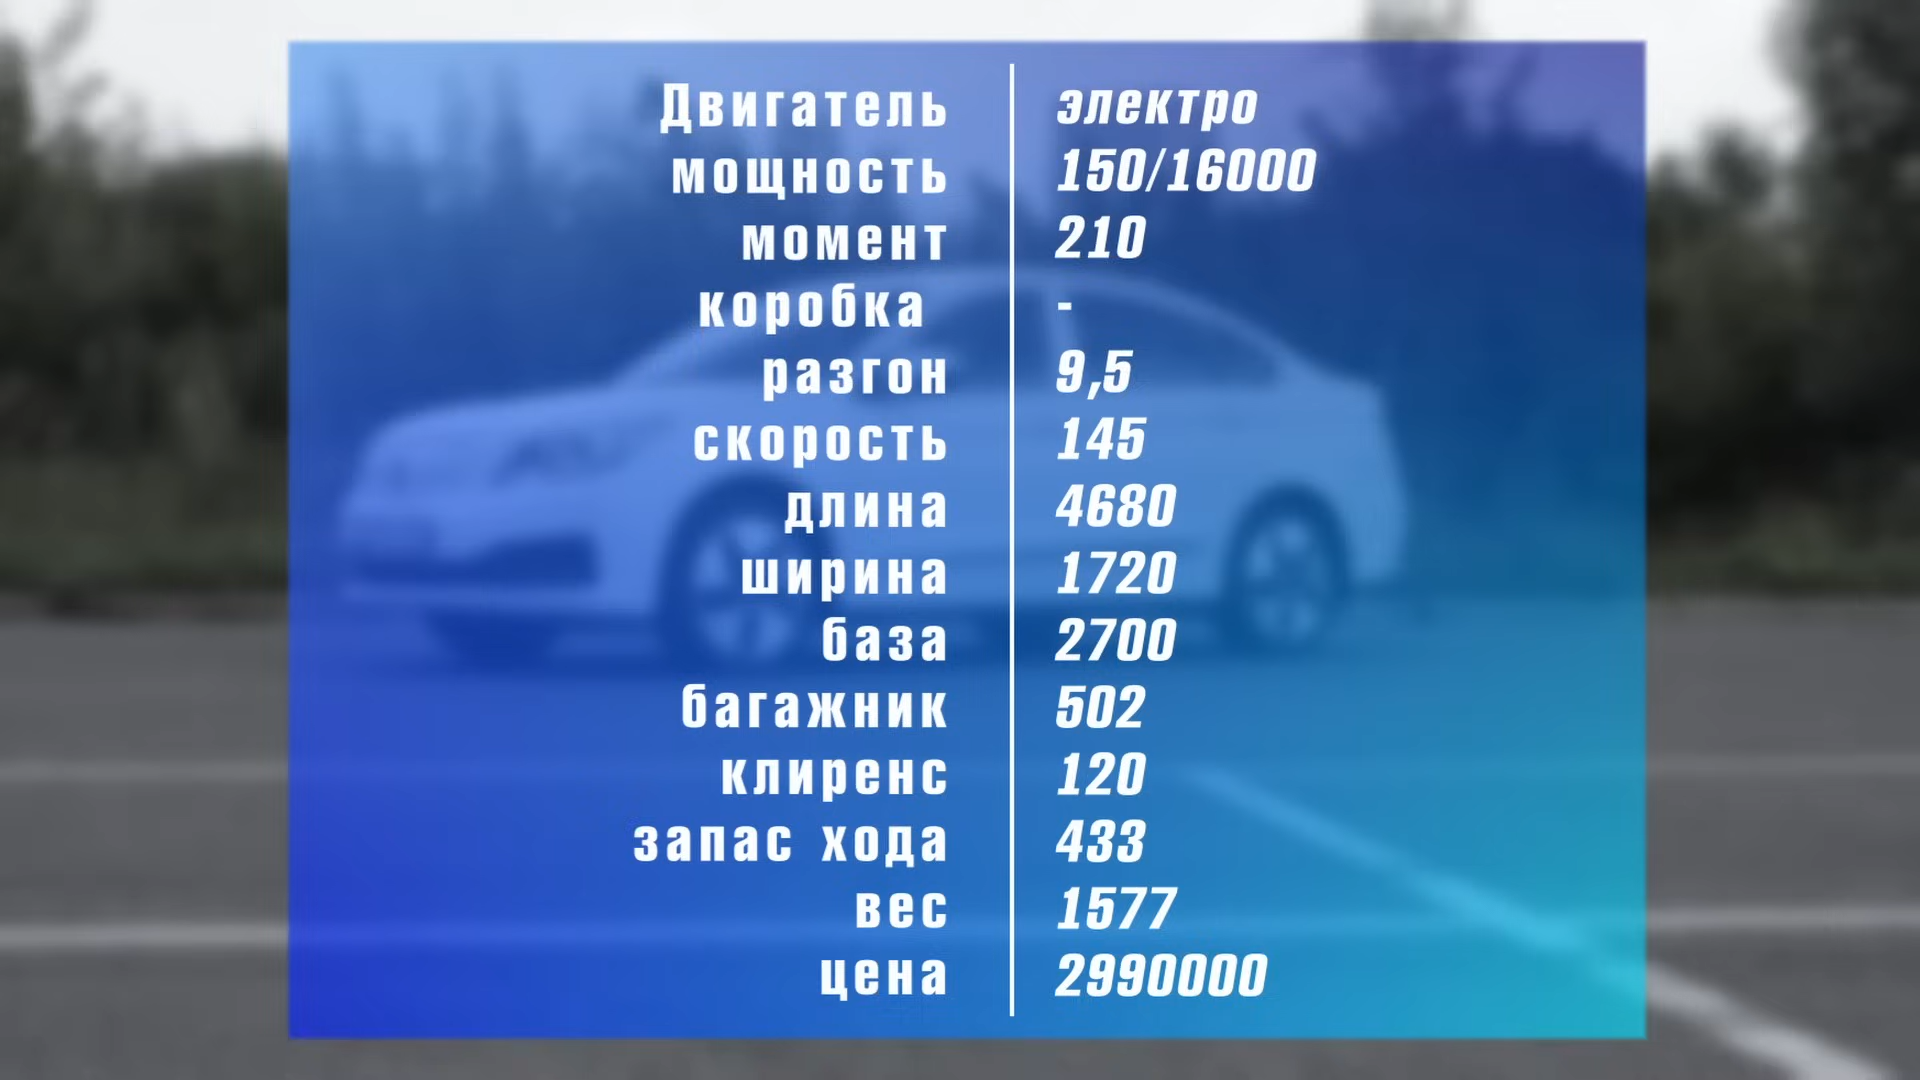 Двигатель электро
мощность 150/16000
момент 210
коробка -
разгон 9,5
скорость 145
длина 4680
ширина 1720
база 2700
багажник 502
клиренс 120
запас хода 433
вес 1577
цена 2990000